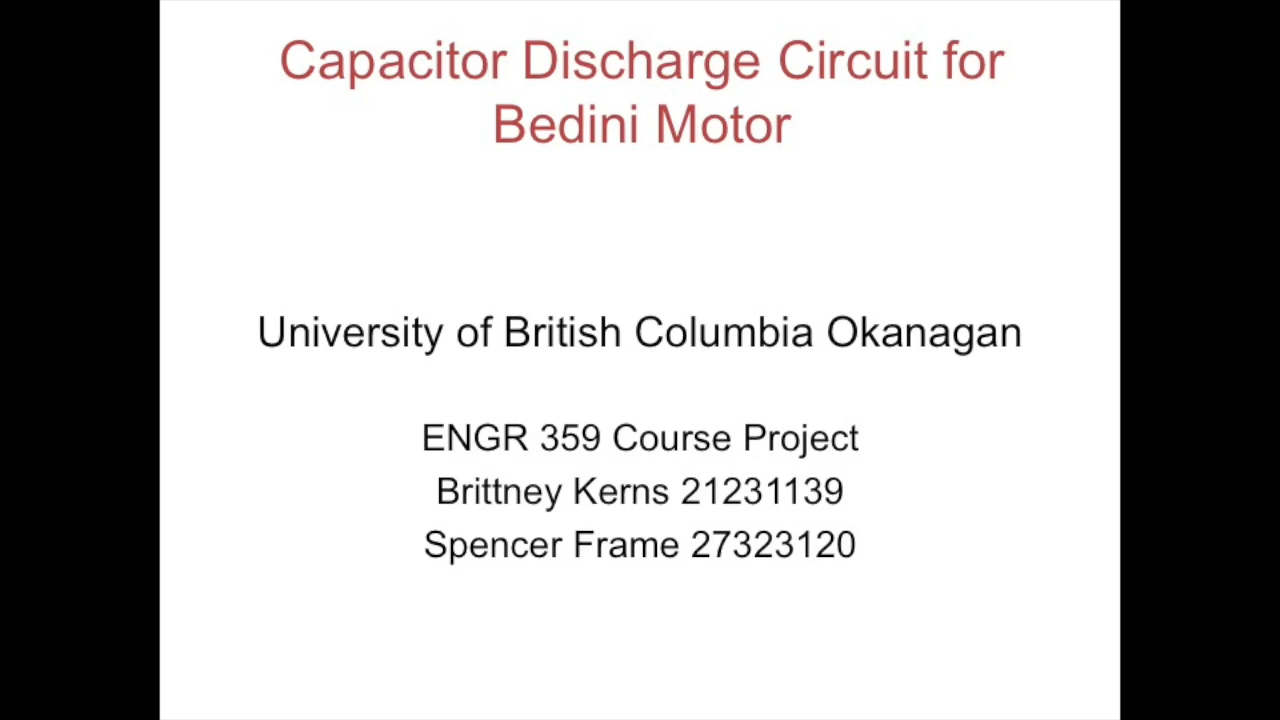 Capacitor Discharge Circuit for
Bedini Motor
University of British Columbia Okanagan
ENGR 359 Course Project
Brittney Kerns 21231139
Spencer Frame 27323120